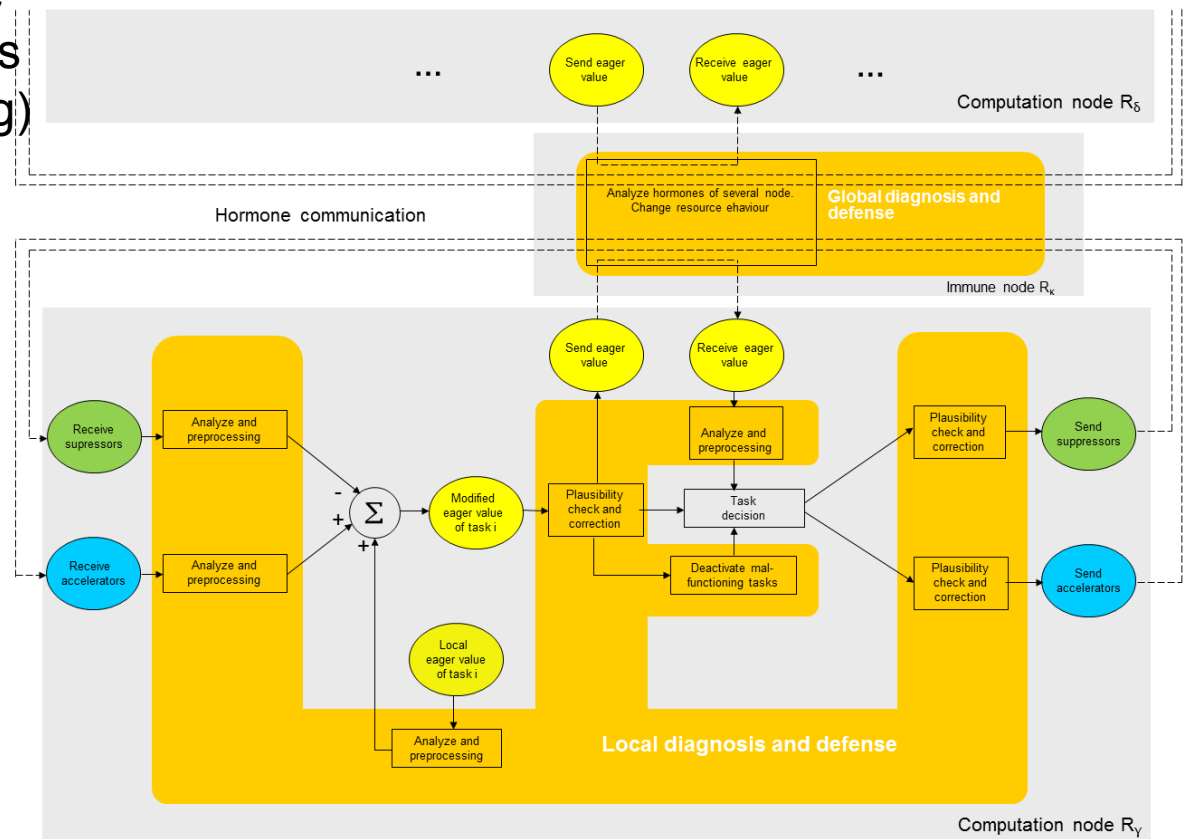 s
g)
...
Send eager
value
Receive eager
value
...
Computation node Rδ
Analyze hormones of several node.
Change resource ehaviour
Global diagnosis and
defense
Hormone communication
Immune node Rκ
Send eager
value
Receive eager
value
Receive
supressors
Analyze and
preprocessing
Analyze and
preprocessing
Plausibility
check and
correction
Send
suppressors
-
+
+
Σ
Modified
eager value
of task i
Plausibility
check and
correction
Task
decision
Receive
accelerators
Analyze and
preprocessing
Deactivate mal-
functioning tasks
Plausibility
check and
correction
Send
accelerators
Local
eager value
of task i
Analyze and
preprocessing
Local diagnosis and defense
Computation node Rγ